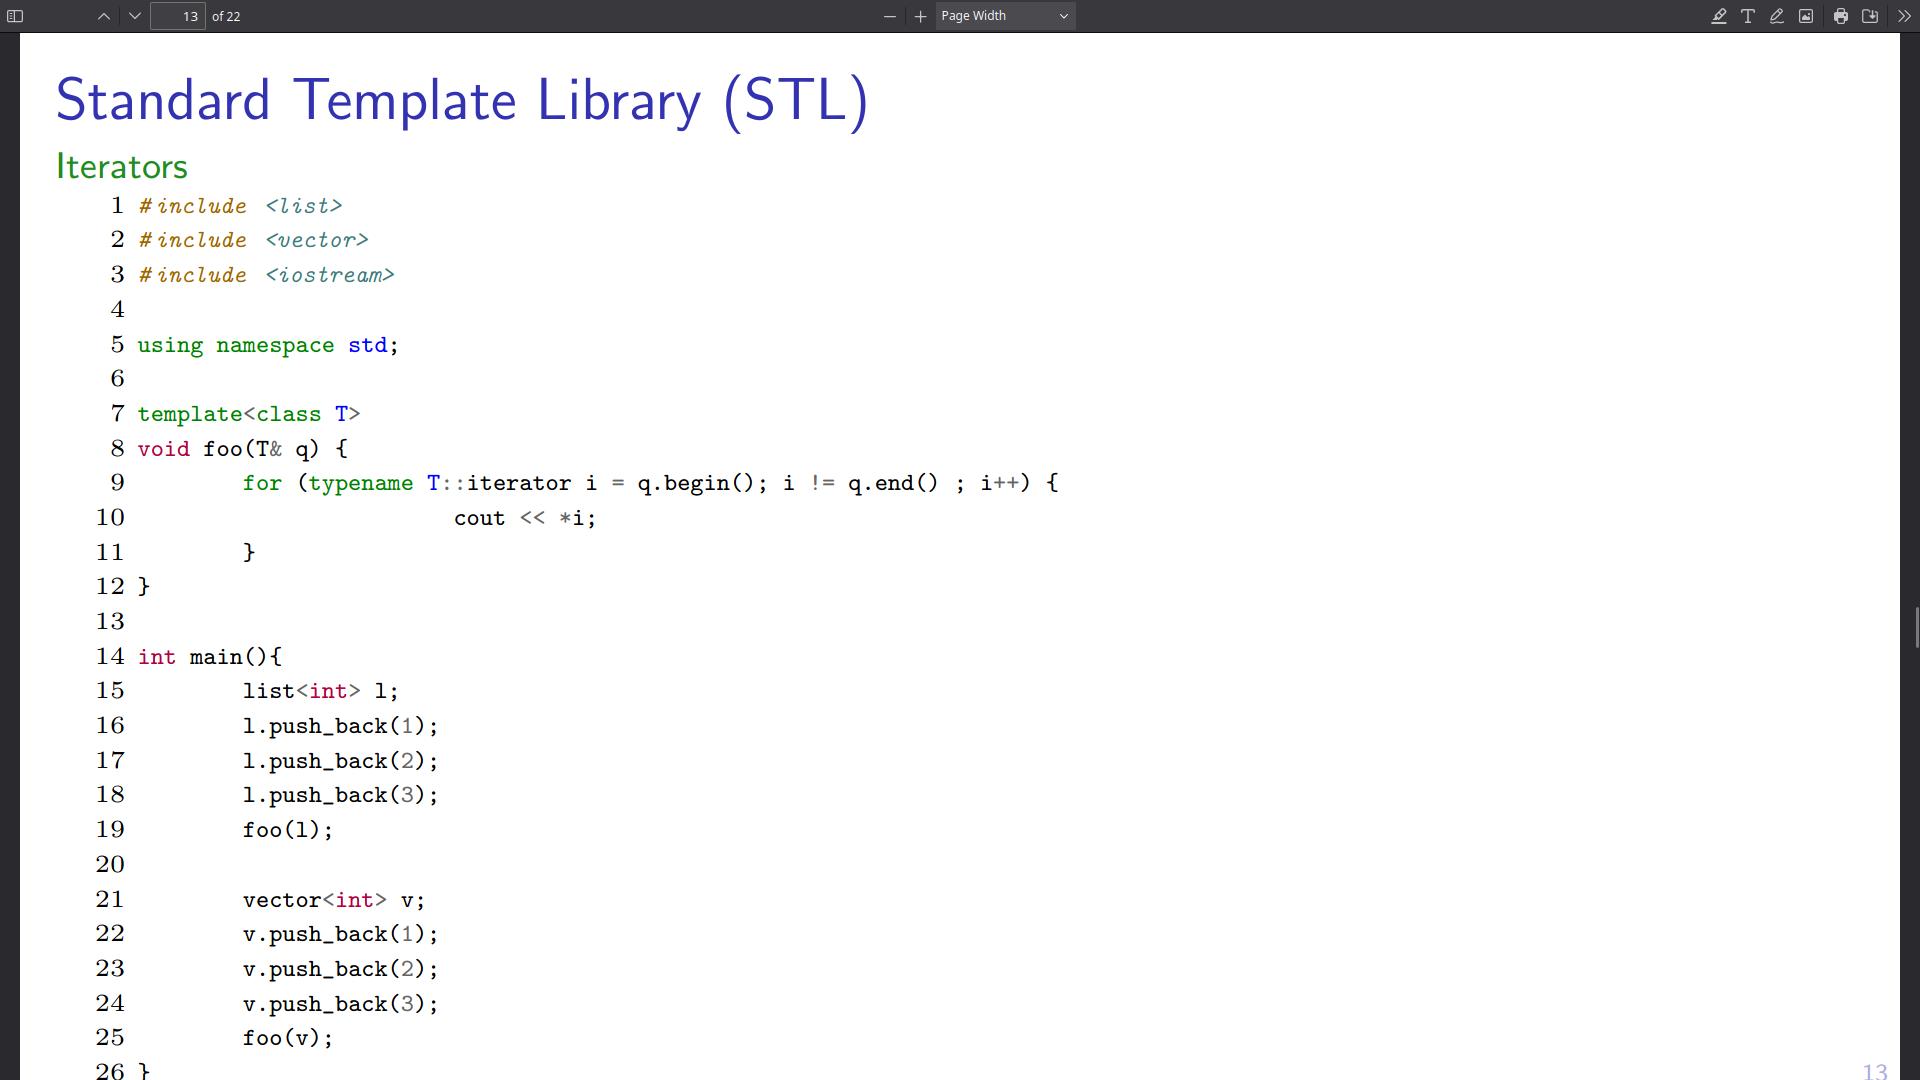 13 of 22 Page Width
Standard Template Library (STL)
Iterators
1 #include <list>
2 #include <vector>
3 #include <iostream>
4
5 using namespace std;
6
7 template<class T>
8 void foo(T& q) {
9 for (typename T::iterator i = q.begin(); i != q.end() ; i++) {
10 cout << *i;
11 }
12 }
13
14 int main(){
15 list<int> l;
16 l.push_back(1);
17 l.push_back(2);
18 l.push_back(3);
19 foo(l);
20
21 vector<int> v;
22 v.push_back(1);
23 v.push_back(2);
24 v.push_back(3);
25 foo(v);
26 }
13